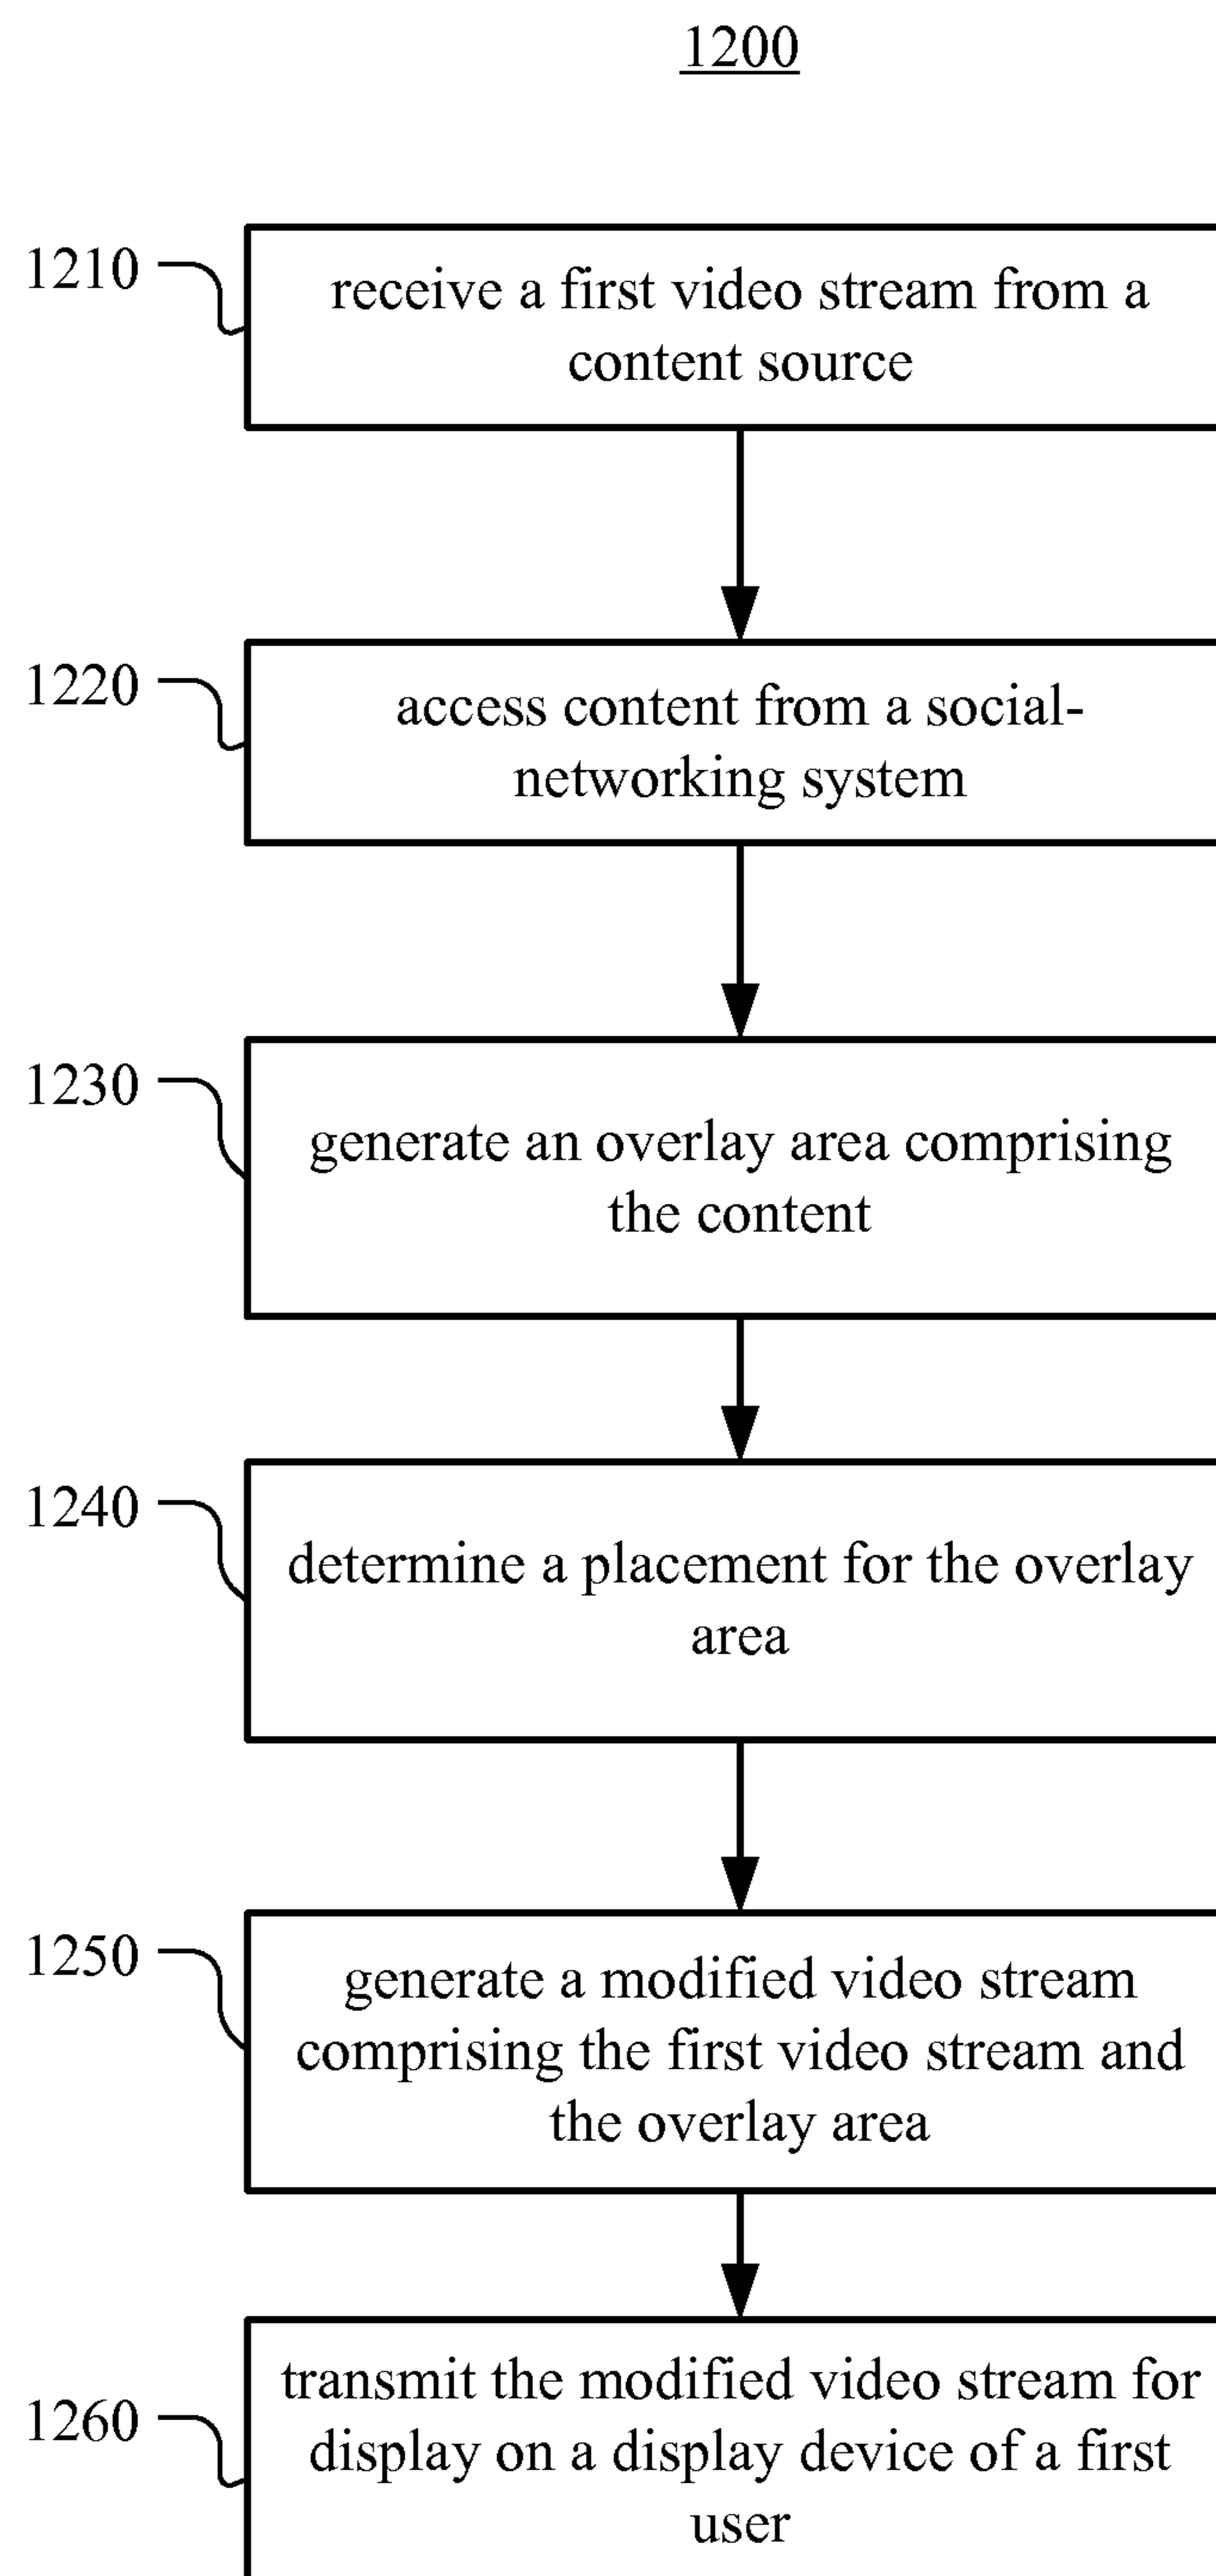 1200
1210
receive a first video stream from a
content source
1220
access content from a social-
networking system
1230
generate an overlay area comprising
the content
1240
determine a placement for the overlay
area
1250
generate a modified video stream
comprising the first video stream and
the overlay area
1260
transmit the modified video stream for
display on a display device of a first
user